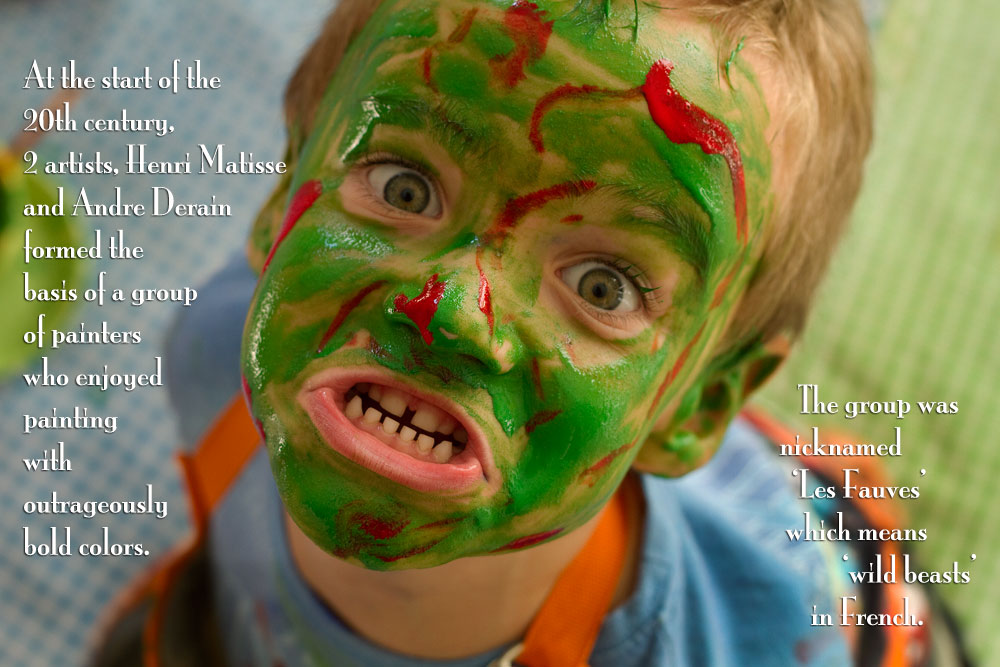 At the start of the
20th century,
2 artists, Henri Matisse
and Andre Derain
formed the
basis of a group
of painters
who enjoyed
painting
with
outrageously
bold colors.
The group was
nicknamed
'Les Fauves'
which means
'wild beasts'
in French.